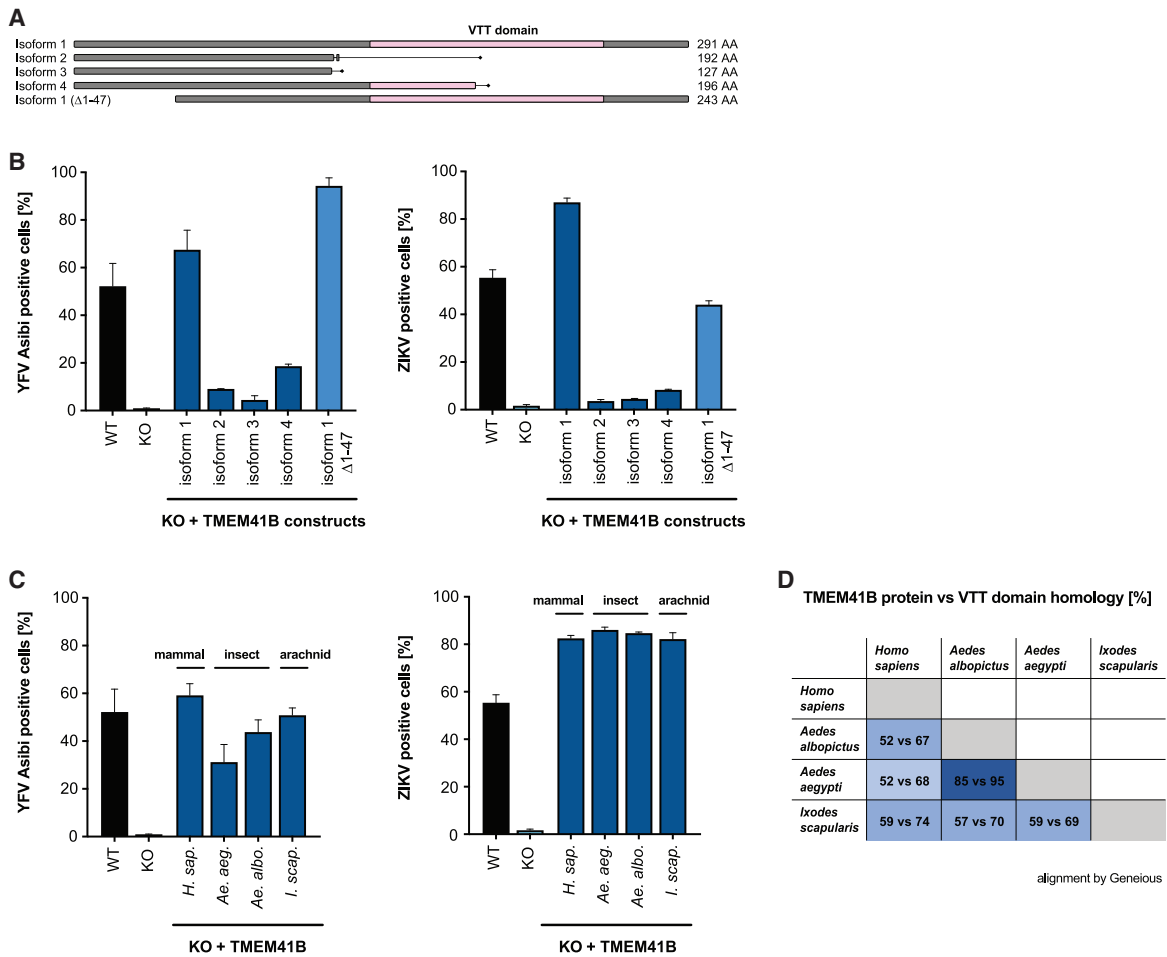 A
VTT domain
Isoform 1 291 AA
Isoform 2 192 AA
Isoform 3 127 AA
Isoform 4 196 AA
Isoform 1 (Δ1-47) 243 AA
B
YFV Asibi positive cells [%]
100
80
60
40
20
0
WT
KO
isoform 1
isoform 2
isoform 3
isoform 4
isoform 1
Δ1-47
KO + TMEM41B constructs
ZIKV positive cells [%]
100
80
60
40
20
0
WT
KO
isoform 1
isoform 2
isoform 3
isoform 4
isoform 1
Δ1-47
KO + TMEM41B constructs
C
YFV Asibi positive cells [%]
100
80
60
40
20
0
mammal
insect
arachnid
WT
KO
H. sap.
Ae. aeg.
Ae. albo.
I. scap.
KO + TMEM41B
ZIKV positive cells [%]
100
80
60
40
20
0
mammal
insect
arachnid
WT
KO
H. sap.
Ae. aeg.
Ae. albo.
I. scap.
KO + TMEM41B
D
TMEM41B protein vs VTT domain homology [%]
Homo sapiens
Aedes albopictus
Aedes aegypti
Ixodes scapularis
Homo sapiens
Aedes albopictus 52 vs 67
Aedes aegypti 52 vs 68 85 vs 95
Ixodes scapularis 59 vs 74 57 vs 70 59 vs 69
alignment by Geneious